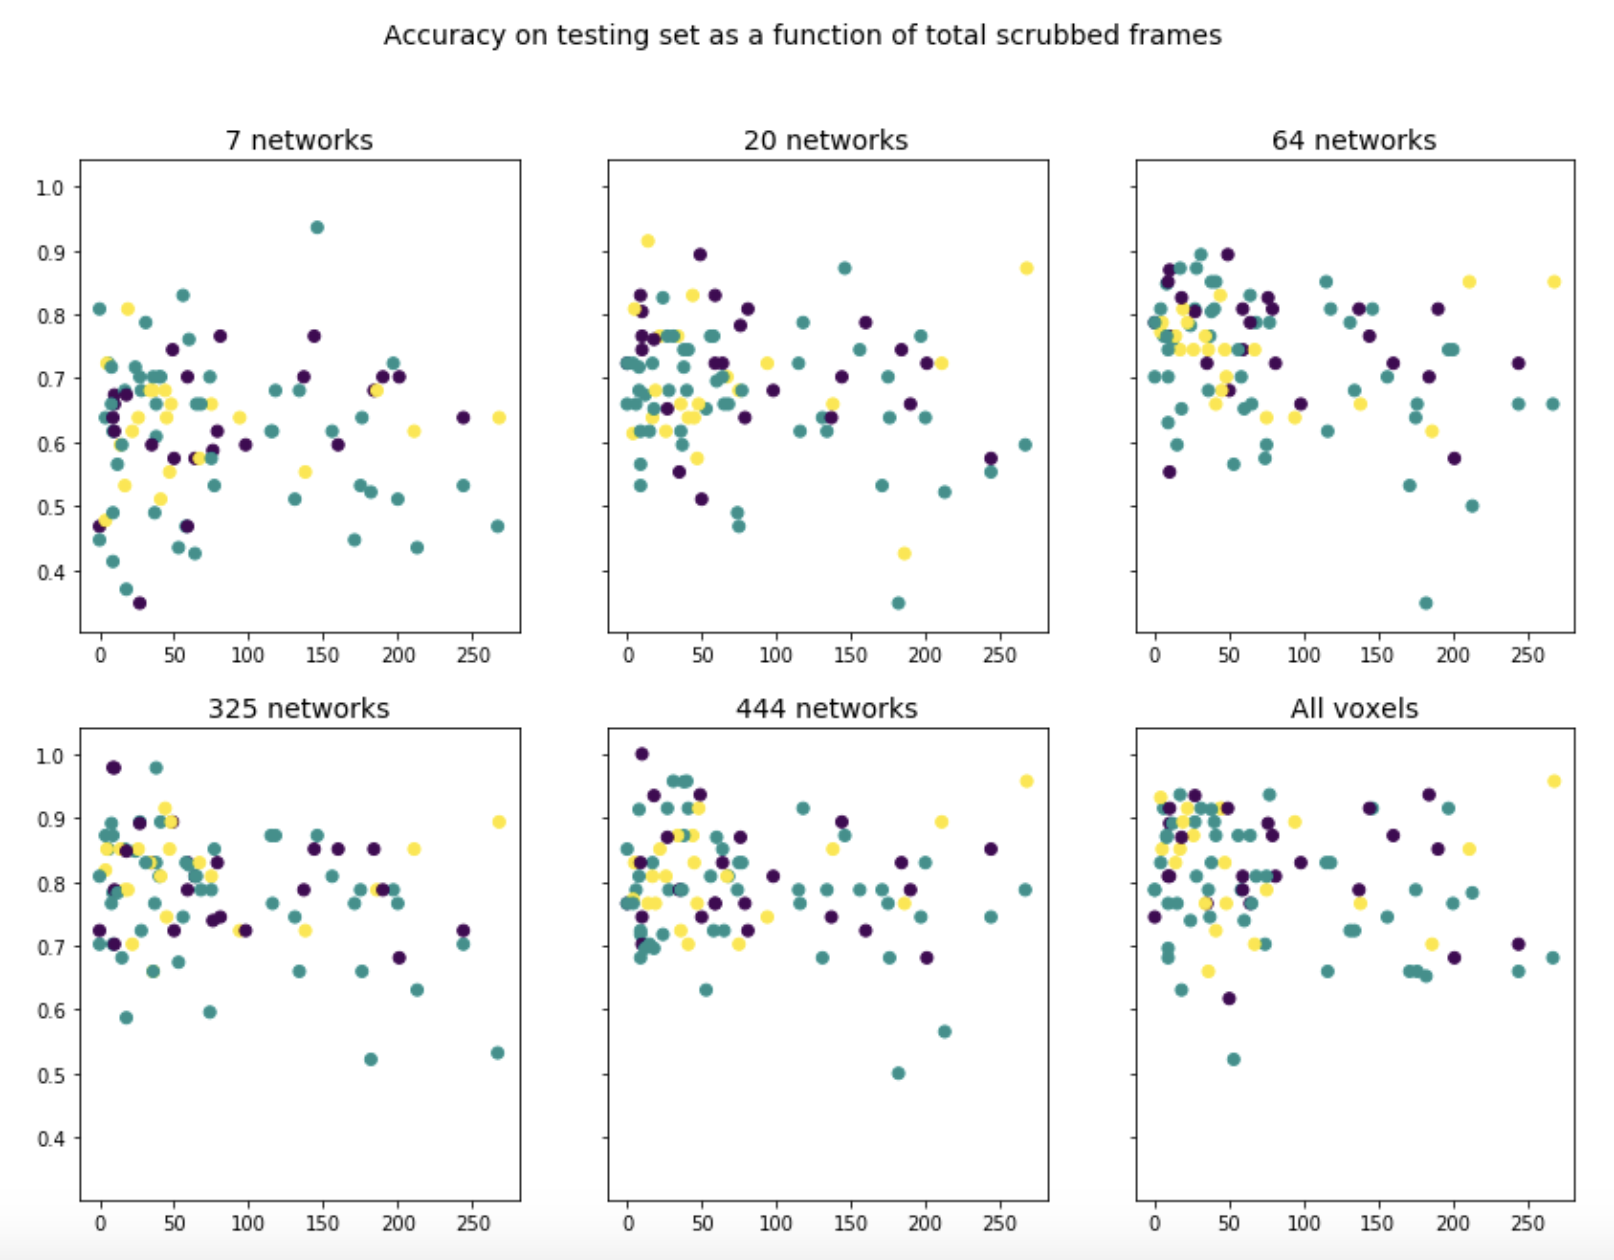 Accuracy on testing set as a function of total scrubbed frames
7 networks
20 networks
64 networks
1.0
0.9
0.8
0.7
0.6
0.5
0.4
0 50 100 150 200 250
0 50 100 150 200 250
0 50 100 150 200 250
325 networks
444 networks
All voxels
1.0
0.9
0.8
0.7
0.6
0.5
0.4
0 50 100 150 200 250
0 50 100 150 200 250
0 50 100 150 200 250